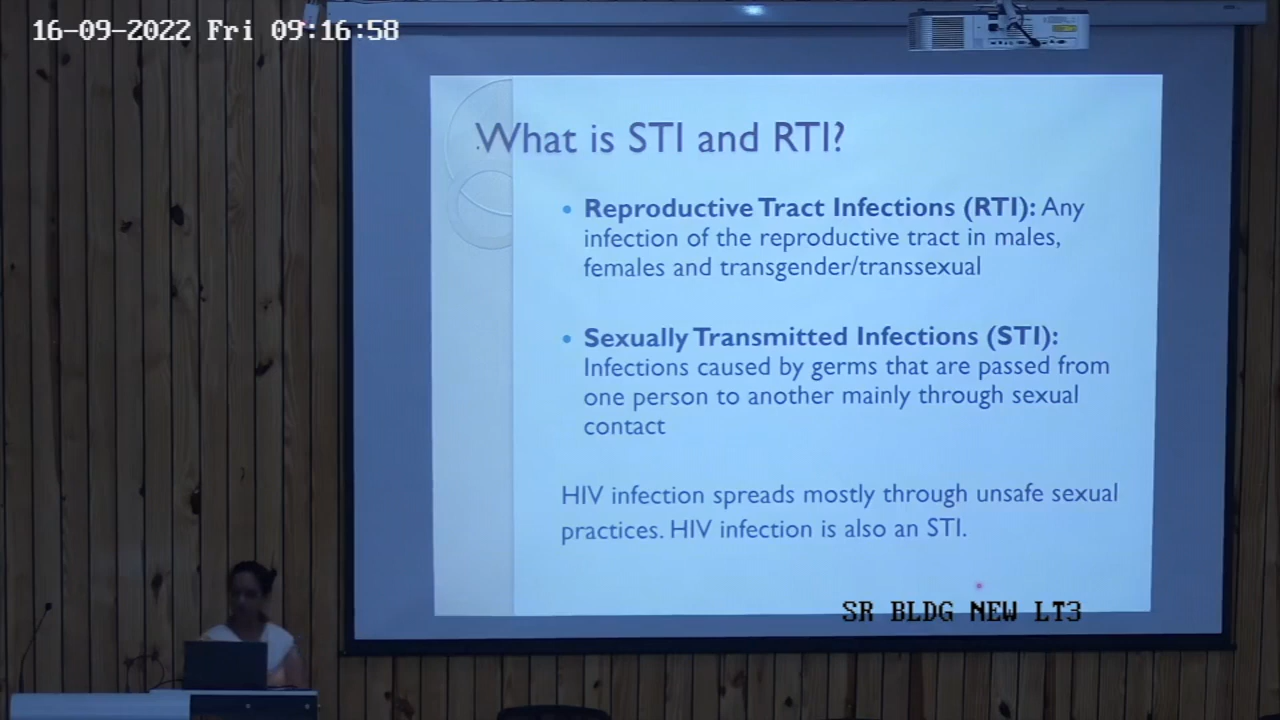 16-09-2022 Fri 09:16:58
What is STI and RTI?
• Reproductive Tract Infections (RTI): Any
infection of the reproductive tract in males,
females and transgender/transsexual
• Sexually Transmitted Infections (STI):
Infections caused by germs that are passed from
one person to another mainly through sexual
contact
HIV infection spreads mostly through unsafe sexual
practices. HIV infection is also an STI.
SR BLDG NEW LT3